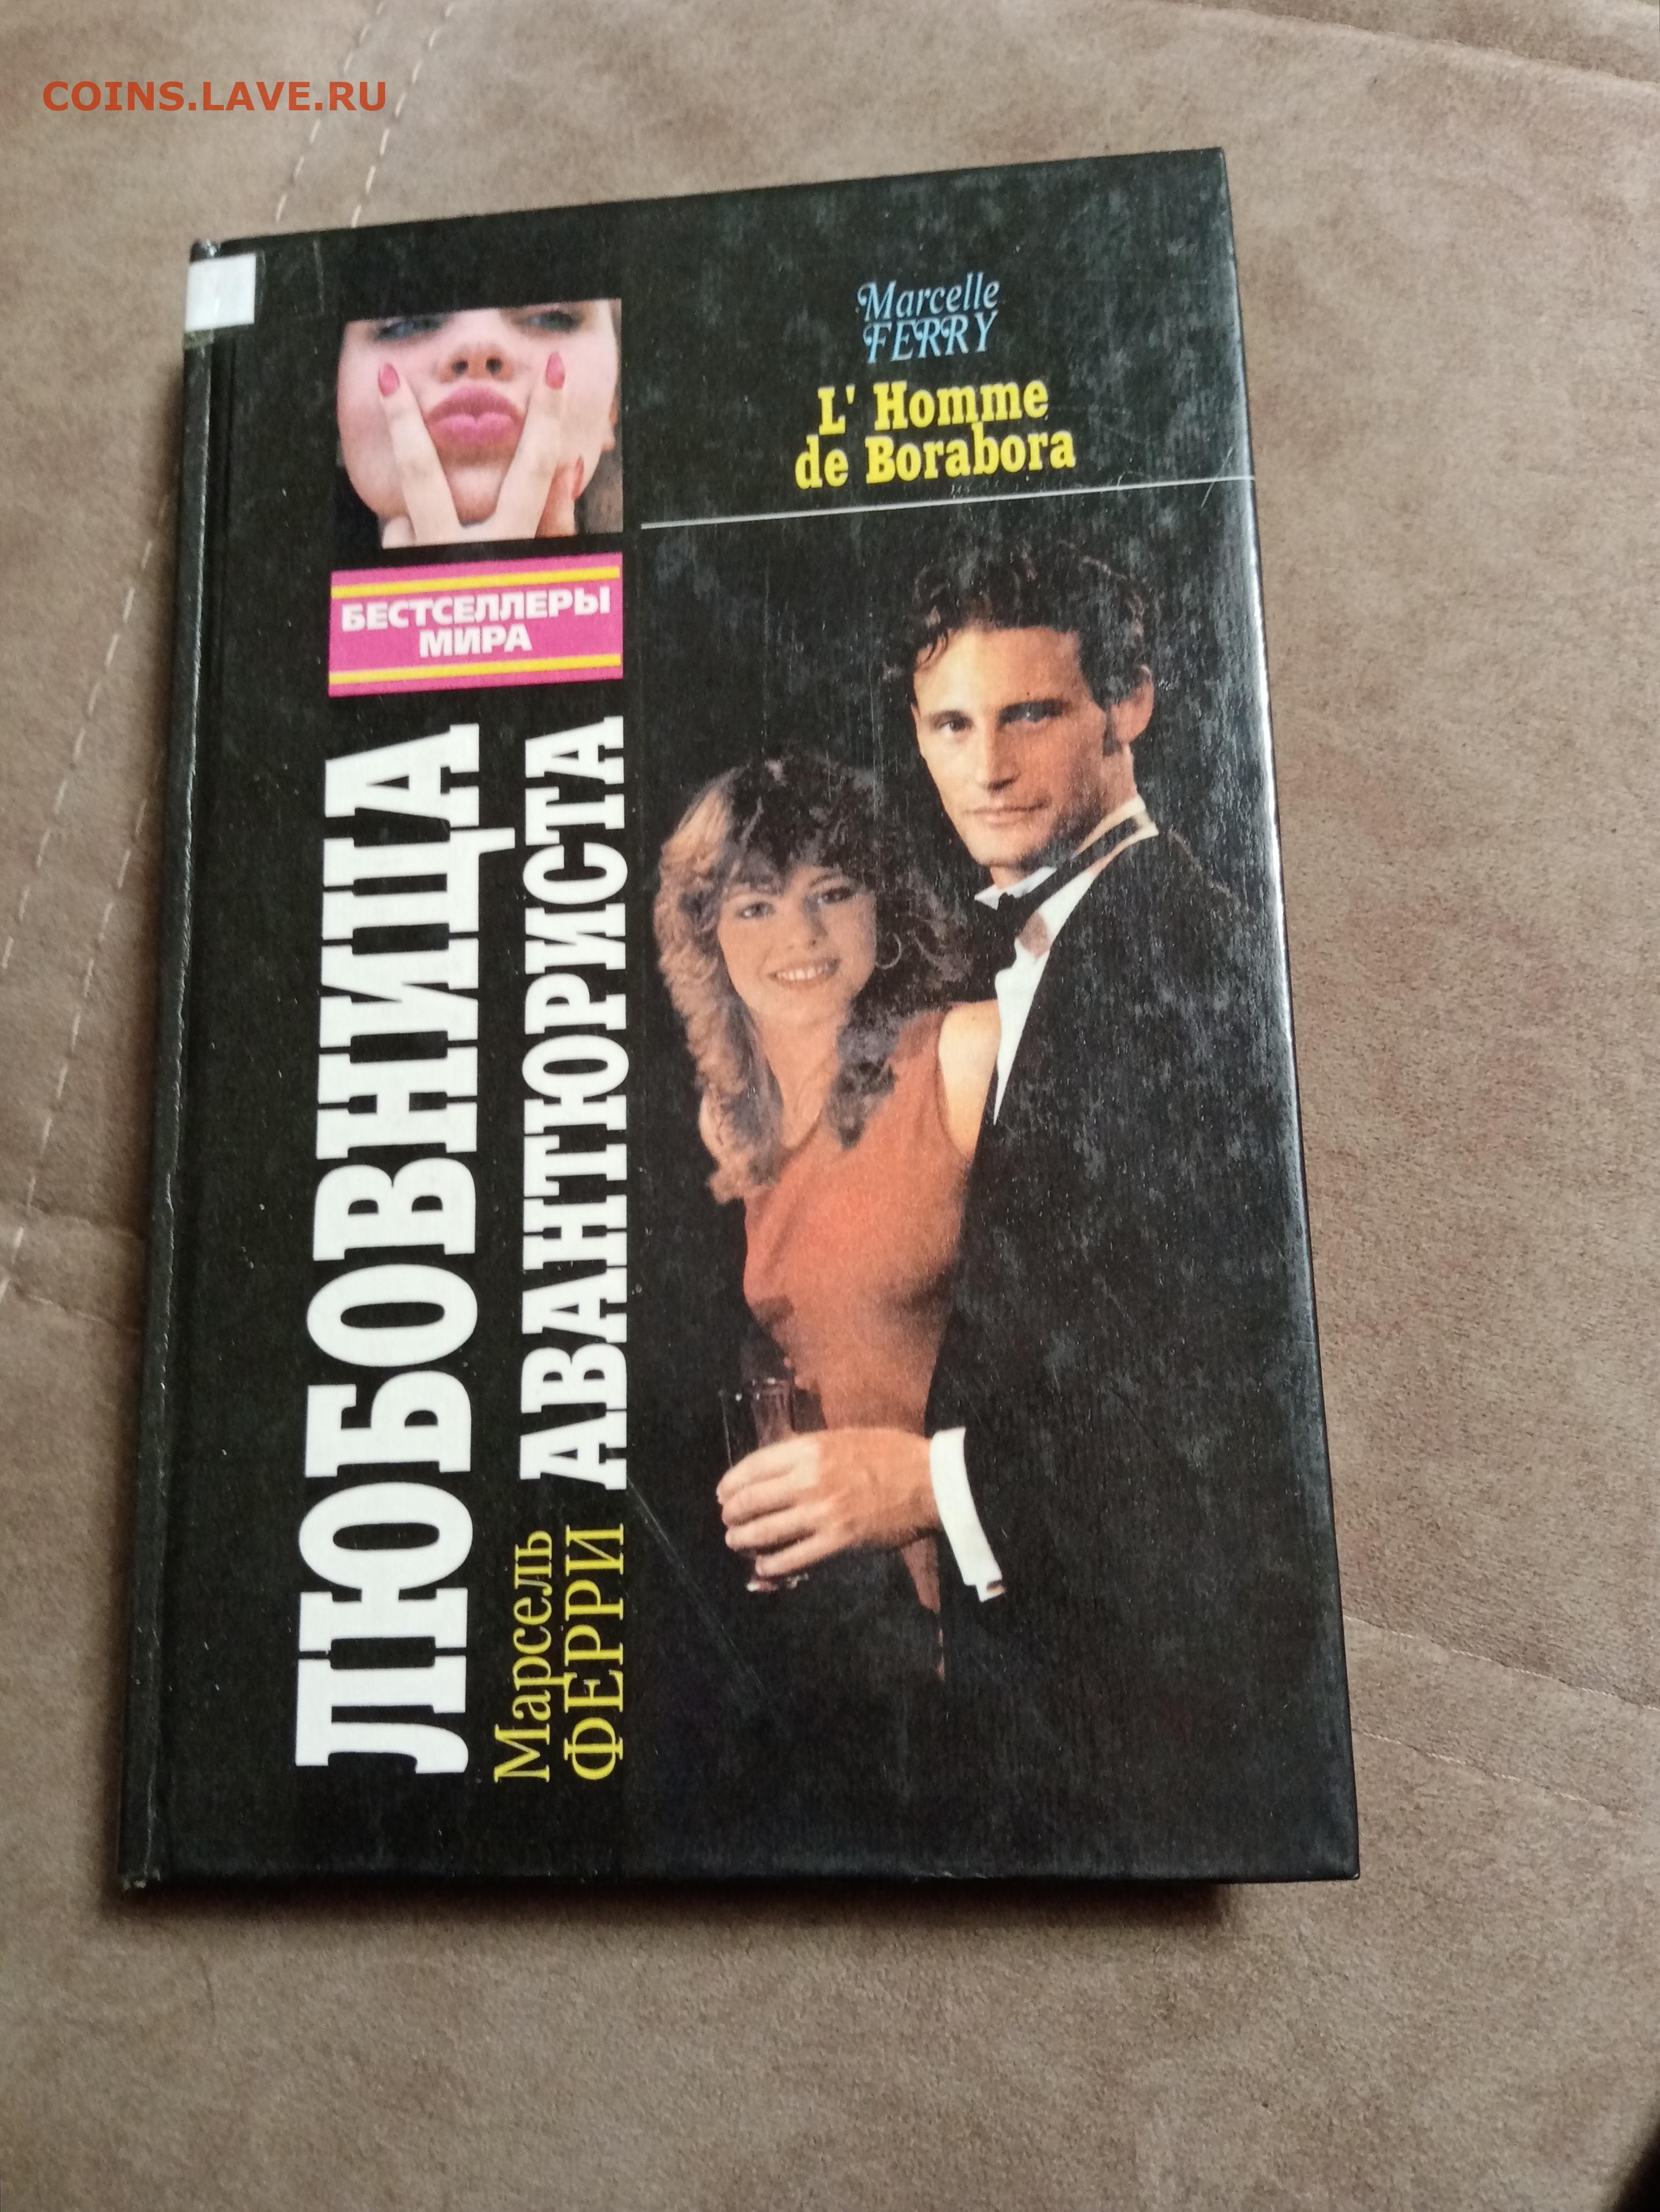 COINS.LAVE.RU
Marcelle
FERRY
L' Homme
de Borabora
БЕСТСЕЛЛЕРЫ
МИРА
ЛЮБОВНИЦА
АВАНТЮРИСТА
Марсель
ФЕРРИ